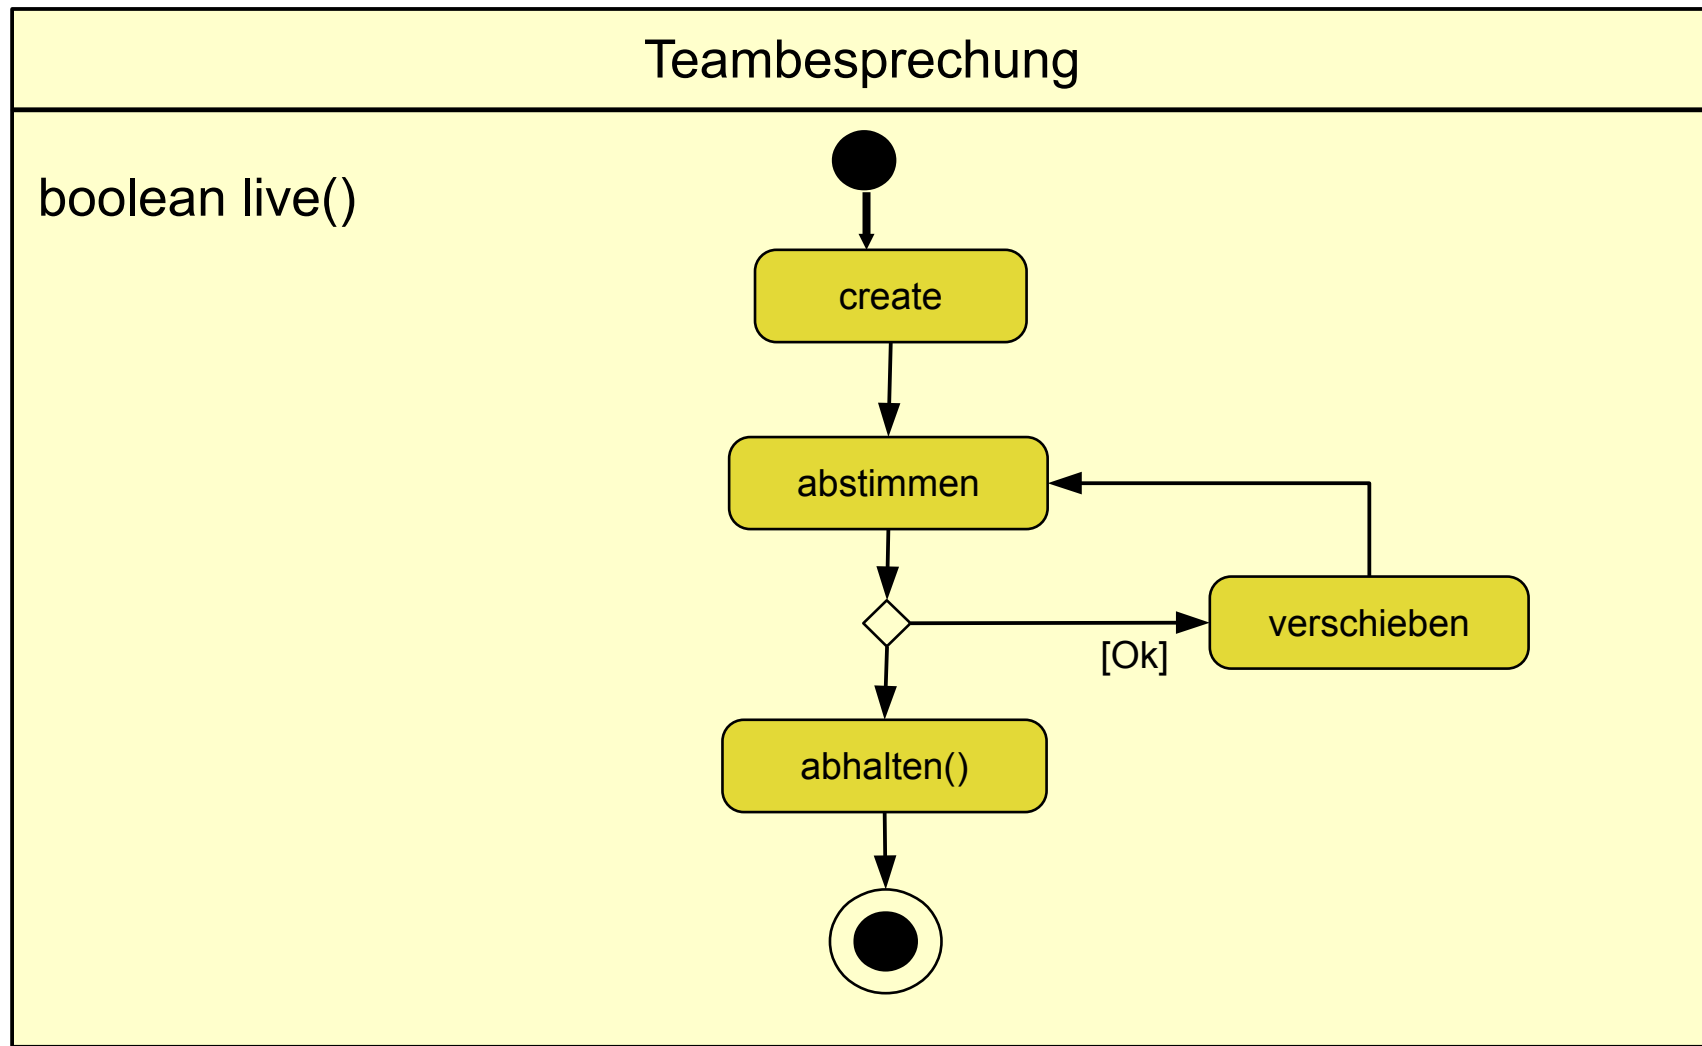 Teambesprechung
boolean live()
create
abstimmen
verschieben
[Ok]
abhalten()